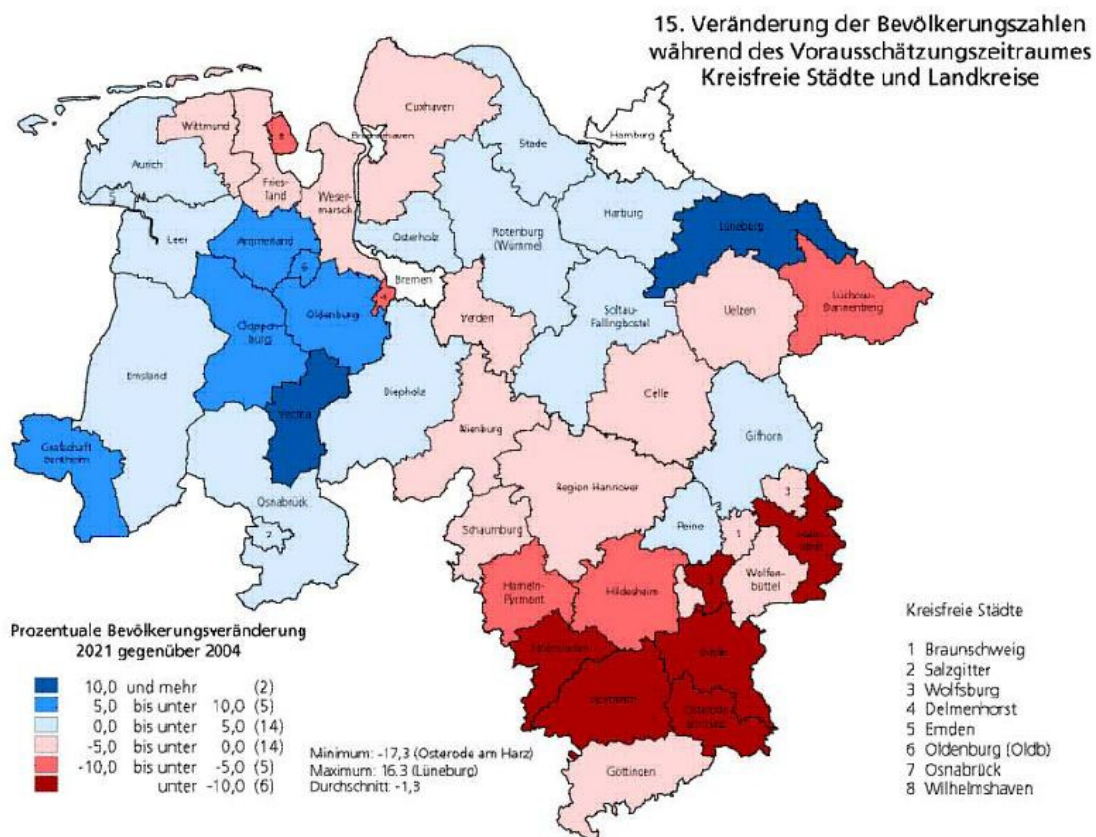 15. Veränderung der Bevölkerungszahlen
während des Vorausschätzungszeitraumes
Kreisfreie Städte und Landkreise
Cuxhaven
Wittmund
8
Hamburg
Stade
Aurich
Fries-
land
Weser-
marsch
Harburg
Lüneburg
Leer
Ammerland
Osterholz
Rotenburg
(Wümme)
6
Bremen
Lüchow-
Dannenberg
4
Oldenburg
Soltau-
Fallingbostel
Uelzen
Cloppen-
burg
Verden
Emsland
Diepholz
Celle
Vechta
Nienburg
Gifhorn
Grafschaft
Bentheim
Region Hannover
3
Osnabrück
Peine
Schaumburg
1
7
Wolfen-
büttel
Hameln-
Pyrmont
Hildesheim
Göttingen
Prozentuale Bevölkerungsveränderung
2021 gegenüber 2004
10,0 und mehr (2)
5,0 bis unter 10,0 (5)
0,0 bis unter 5,0 (14)
-5,0 bis unter 0,0 (14)
-10,0 bis unter -5,0 (5)
unter -10,0 (6)
Minimum: -17,3 (Osterode am Harz)
Maximum: 16,3 (Lüneburg)
Durchschnitt -1,3
Kreisfreie Städte
1 Braunschweig
2 Salzgitter
3 Wolfsburg
4 Delmenhorst
5 Emden
6 Oldenburg (Oldb)
7 Osnabrück
8 Wilhelmshaven